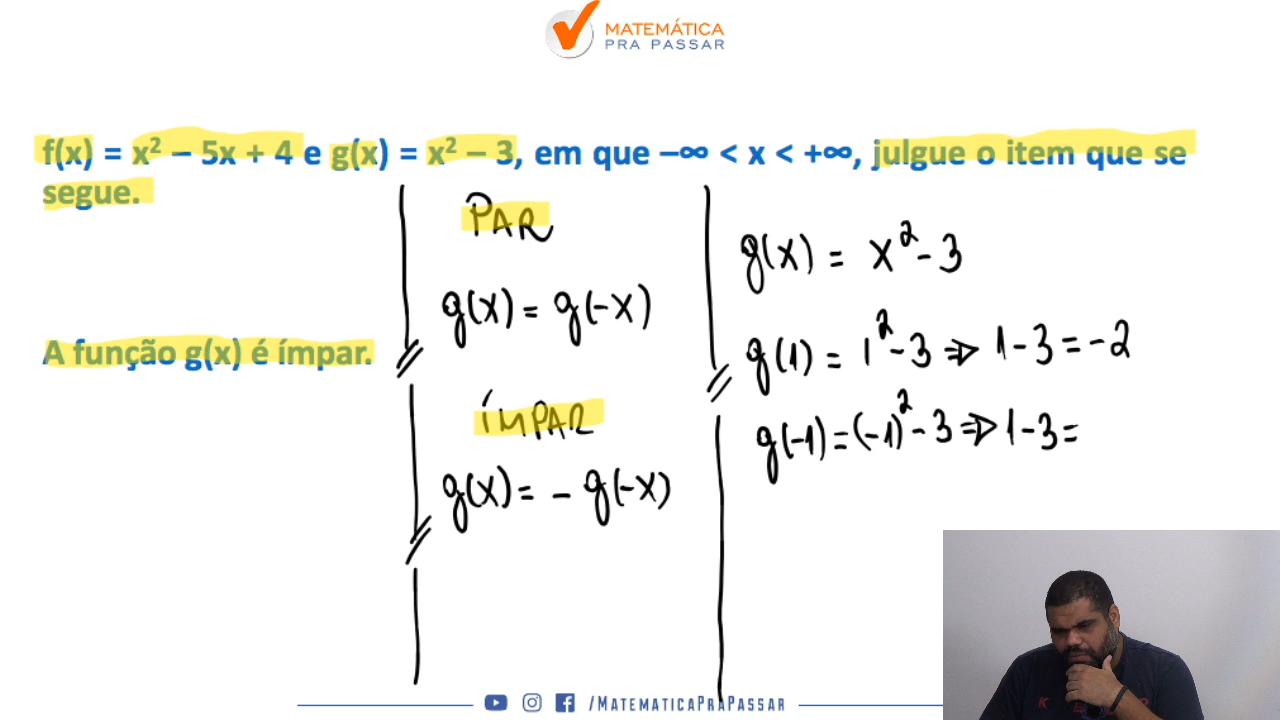 MATEMÁTICA
PRA PASSAR
f(x) = x² – 5x + 4 e g(x) = x² – 3, em que –∞ < x < +∞, julgue o item que se
segue.
A função g(x) é ímpar.
PAR
g(x) = g(-x)
ÍMPAR
g(x) = - g(-x)
g(x) = x² - 3
g(1) = 1² - 3 ⇒ 1 - 3 = -2
g(-1) = (-1)² - 3 ⇒ 1 - 3 =
/MATEMATICAPRAPASSAR